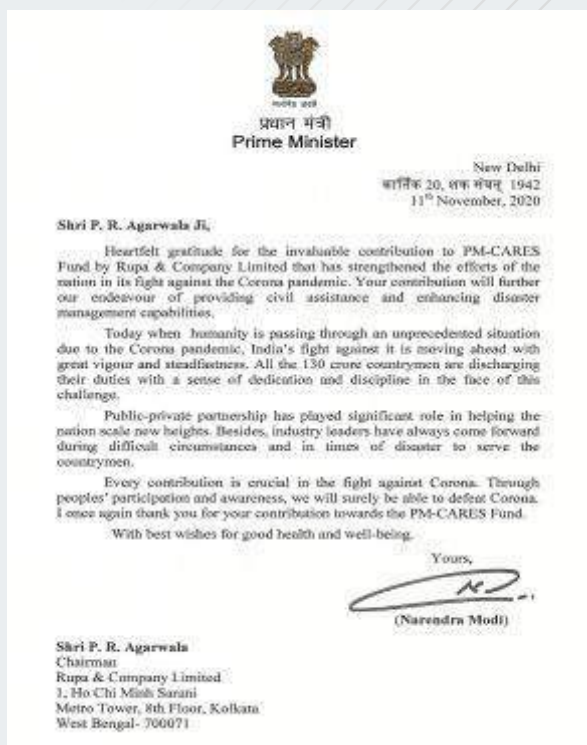 प्रधान मंत्री
Prime Minister
New Delhi
कार्तिक 20, शक संवत् 1942
11th November, 2020
Shri P. R. Agarwala Ji,
Heartfelt gratitude for the invaluable contribution to PM-CARES
Fund by Rupa & Company Limited that has strengthened the efforts of the
nation in its fight against the Corona pandemic. Your contribution will further
our endeavour of providing civil assistance and enhancing disaster
management capabilities.
Today when humanity is passing through an unprecedented situation
due to the Corona pandemic, India's fight against it is moving ahead with
great vigour and steadfastness. All the 130 crore countrymen are discharging
their duties with a sense of dedication and discipline in the face of this
challenge.
Public-private partnership has played significant role in helping the
nation scale new heights. Besides, industry leaders have always come forward
during difficult circumstances and in times of disaster to serve the
countrymen.
Every contribution is crucial in the fight against Corona. Through
peoples' participation and awareness, we will surely be able to defeat Corona.
I once again thank you for your contribution towards the PM-CARES Fund.
With best wishes for good health and well-being.
Yours,
(Narendra Modi)
Shri P. R. Agarwala
Chairman
Rupa & Company Limited
1, Ho Chi Minh Sarani
Metro Tower, 8th Floor, Kolkata
West Bengal- 700071